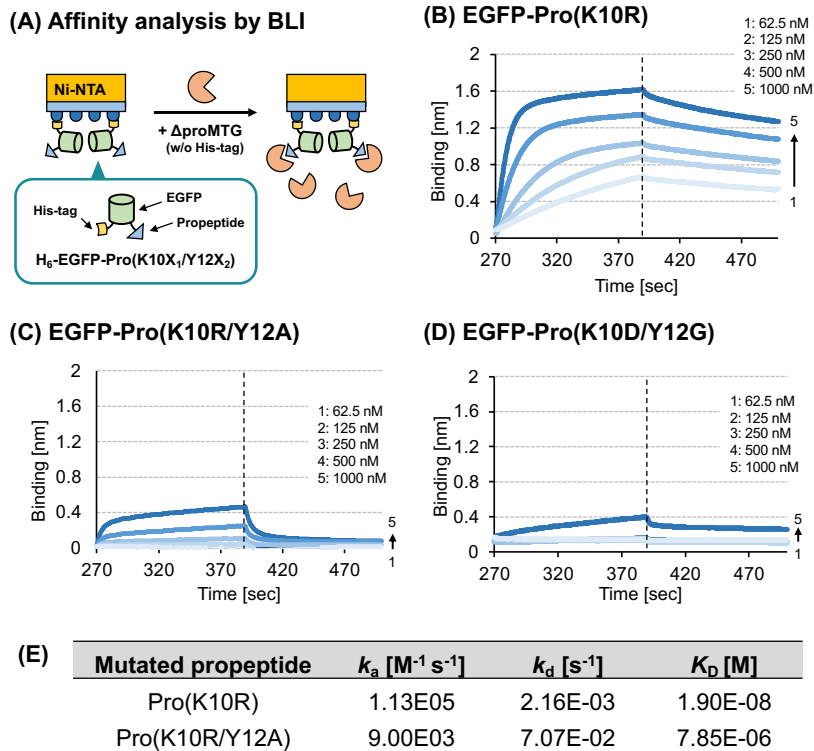 (A) Affinity analysis by BLI
Ni-NTA
+ ΔproMTG
(w/o His-tag)
EGFP
His-tag
Propeptide
H₆-EGFP-Pro(K10X₁/Y12X₂)
(B) EGFP-Pro(K10R)
1: 62.5 nM
2: 125 nM
3: 250 nM
4: 500 nM
5: 1000 nM
Binding [nm]
2
1.6
1.2
0.8
0.4
0
270 320 370 420 470
Time [sec]
5
1
(C) EGFP-Pro(K10R/Y12A)
Binding [nm]
2
1.6
1.2
0.8
0.4
0
1: 62.5 nM
2: 125 nM
3: 250 nM
4: 500 nM
5: 1000 nM
5
1
270 320 370 420 470
Time [sec]
(D) EGFP-Pro(K10D/Y12G)
Binding [nm]
2
1.6
1.2
0.8
0.4
0
1: 62.5 nM
2: 125 nM
3: 250 nM
4: 500 nM
5: 1000 nM
5
1
270 320 370 420 470
Time [sec]
(E)
Mutated propeptide kₐ [M⁻¹ s⁻¹] k_d [s⁻¹] K_D [M]
Pro(K10R) 1.13E05 2.16E-03 1.90E-08
Pro(K10R/Y12A) 9.00E03 7.07E-02 7.85E-06